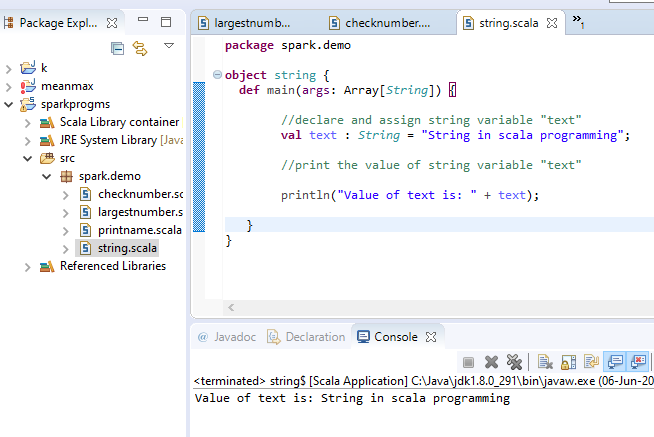 Package Expl...
k
meanmax
sparkprogms
Scala Library container
JRE System Library [Java
src
spark.demo
checknumber.sc
largestnumber.s
printname.scala
string.scala
Referenced Libraries
largestnumb... checknumber.... string.scala »1
package spark.demo
object string {
def main(args: Array[String]) {
//declare and assign string variable "text"
val text : String = "String in scala programming";
//print the value of string variable "text"
println("Value of text is: " + text);
}
}
@ Javadoc Declaration Console
<terminated> string$ [Scala Application] C:\Java\jdk1.8.0_291\bin\javaw.exe (06-Jun-20
Value of text is: String in scala programming